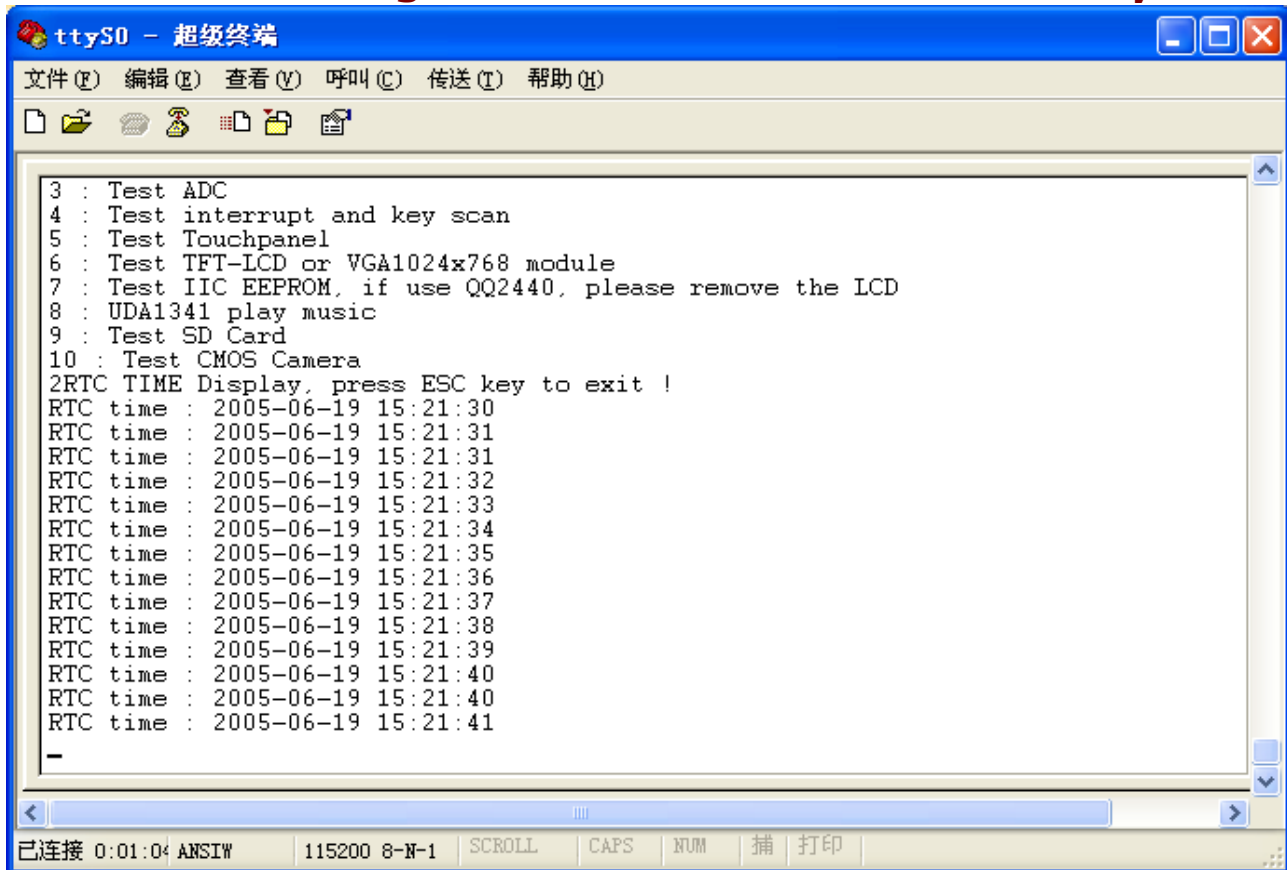 ttyS0 - 超级终端
文件(F) 编辑(E) 查看(V) 呼叫(C) 传送(T) 帮助(H)
3 : Test ADC
4 : Test interrupt and key scan
5 : Test Touchpanel
6 : Test TFT-LCD or VGA1024x768 module
7 : Test IIC EEPROM, if use QQ2440, please remove the LCD
8 : UDA1341 play music
9 : Test SD Card
10 : Test CMOS Camera
2RTC TIME Display, press ESC key to exit !
RTC time : 2005-06-19 15:21:30
RTC time : 2005-06-19 15:21:31
RTC time : 2005-06-19 15:21:31
RTC time : 2005-06-19 15:21:32
RTC time : 2005-06-19 15:21:33
RTC time : 2005-06-19 15:21:34
RTC time : 2005-06-19 15:21:35
RTC time : 2005-06-19 15:21:36
RTC time : 2005-06-19 15:21:37
RTC time : 2005-06-19 15:21:38
RTC time : 2005-06-19 15:21:39
RTC time : 2005-06-19 15:21:40
RTC time : 2005-06-19 15:21:40
RTC time : 2005-06-19 15:21:41
_
已连接 0:01:04 ANSIW 115200 8-N-1 SCROLL CAPS NUM 捕 打印